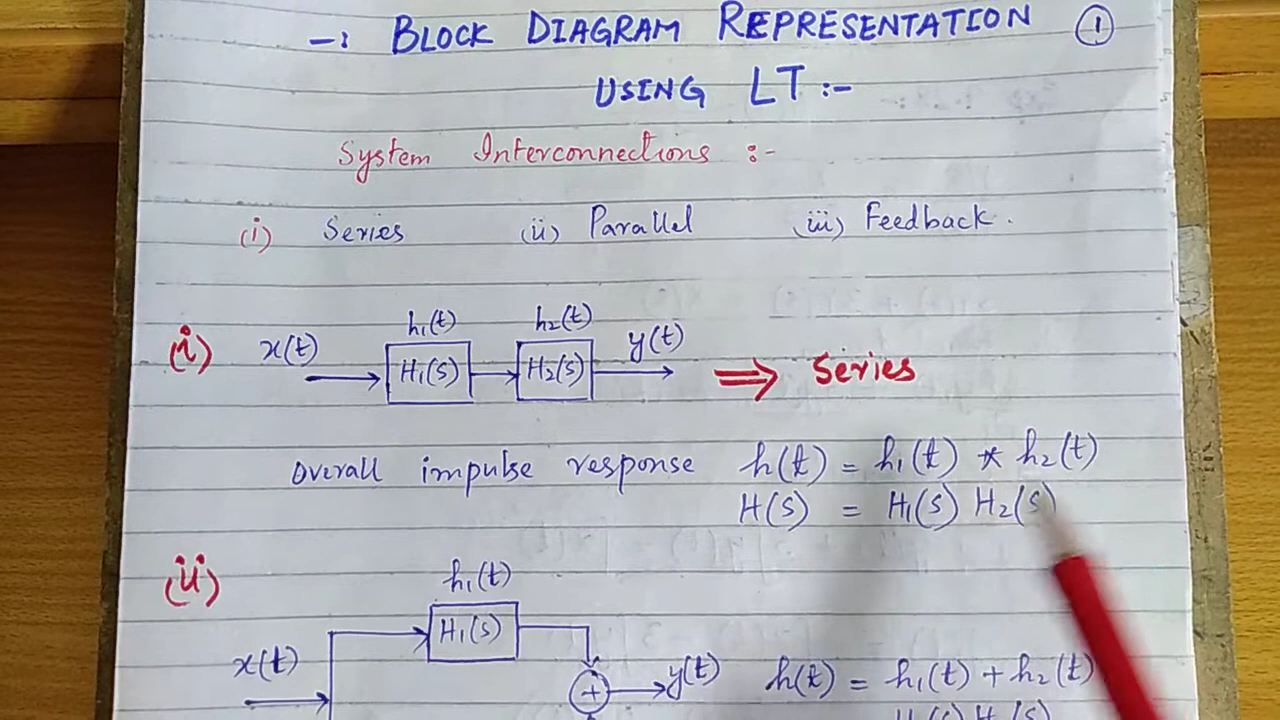 -: BLOCK DIAGRAM REPRESENTATION ①
USING LT :-
System Interconnections :-
(i) Series (ii) Parallel (iii) Feedback.
h₁(t) h₂(t)
(i) x(t) H₁(s) H₂(s) y(t) ⇒ Series
Overall impulse response h(t) = h₁(t) * h₂(t)
H(s) = H₁(s) H₂(s)
(ii) h₁(t)
H₁(s)
x(t) + y(t) h(t) = h₁(t) + h₂(t)